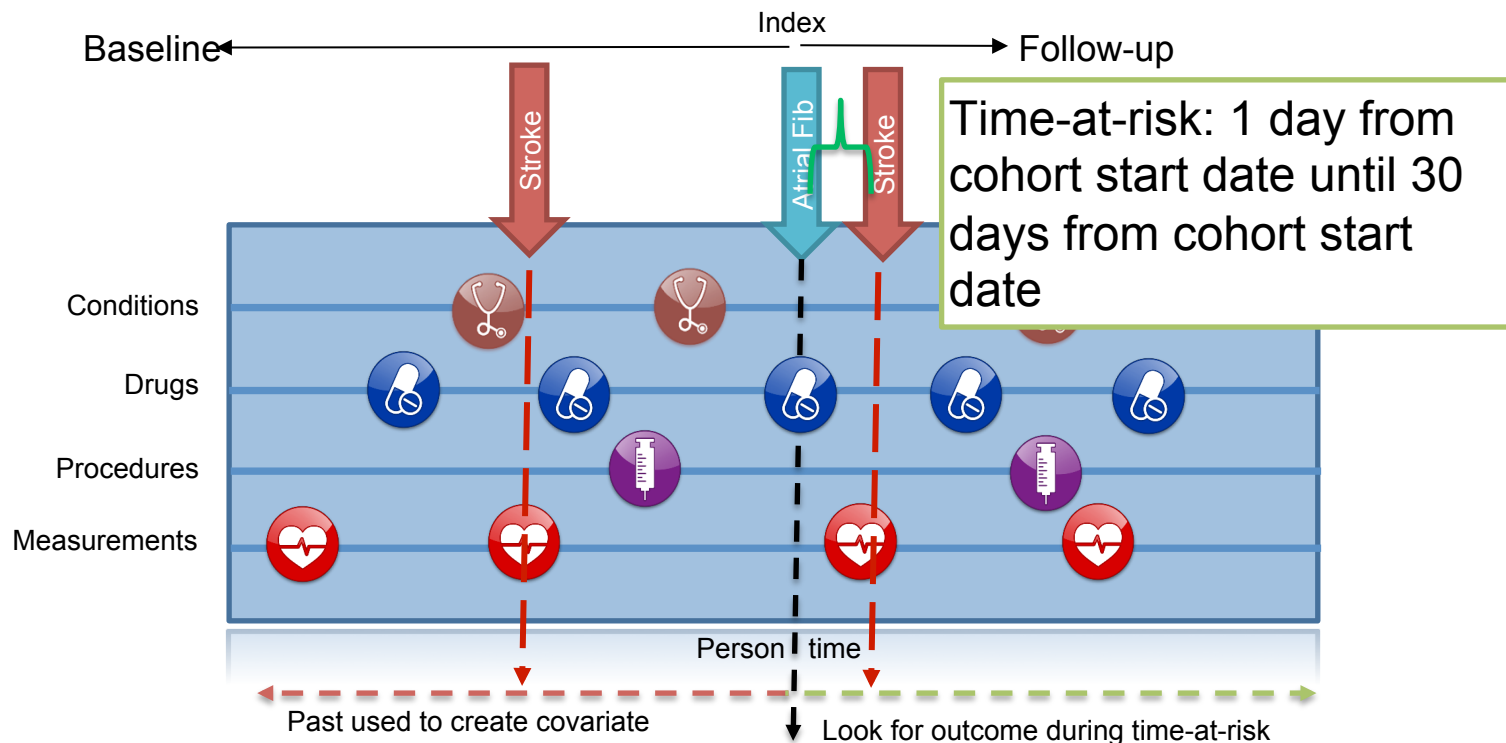 Index
Baseline
Follow-up
Stroke
Atrial Fib
Stroke
Time-at-risk: 1 day from
cohort start date until 30
days from cohort start
date
Conditions
Drugs
Procedures
Measurements
Person time
Past used to create covariate
Look for outcome during time-at-risk